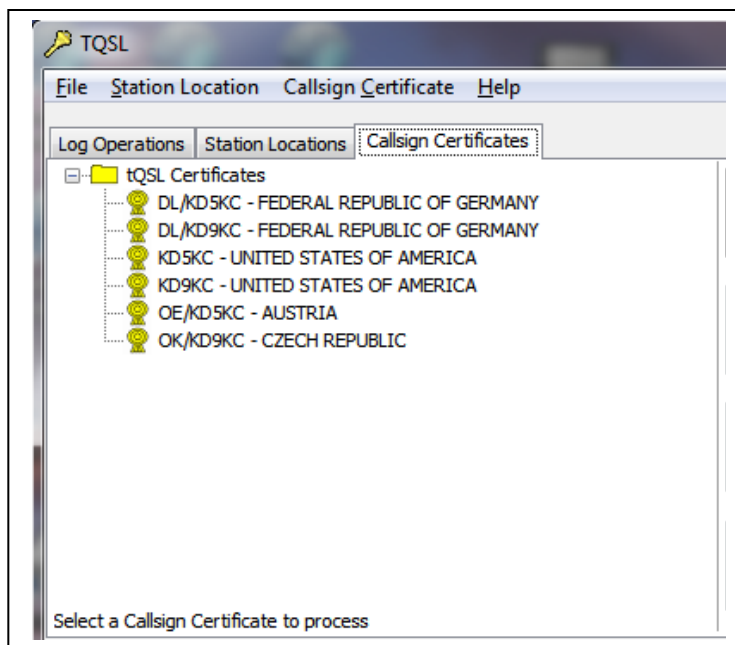 TQSL
File Station Location Callsign Certificate Help
Log Operations Station Locations Callsign Certificates
tQSL Certificates
DL/KD5KC - FEDERAL REPUBLIC OF GERMANY
DL/KD9KC - FEDERAL REPUBLIC OF GERMANY
KD5KC - UNITED STATES OF AMERICA
KD9KC - UNITED STATES OF AMERICA
OE/KD5KC - AUSTRIA
OK/KD9KC - CZECH REPUBLIC
Select a Callsign Certificate to process